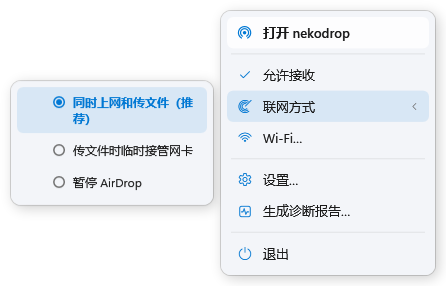 打开 nekodrop
允许接收
联网方式
Wi-Fi...
设置...
生成诊断报告...
退出
同时上网和传文件（推
荐）
传文件时临时接管网卡
暂停 AirDrop